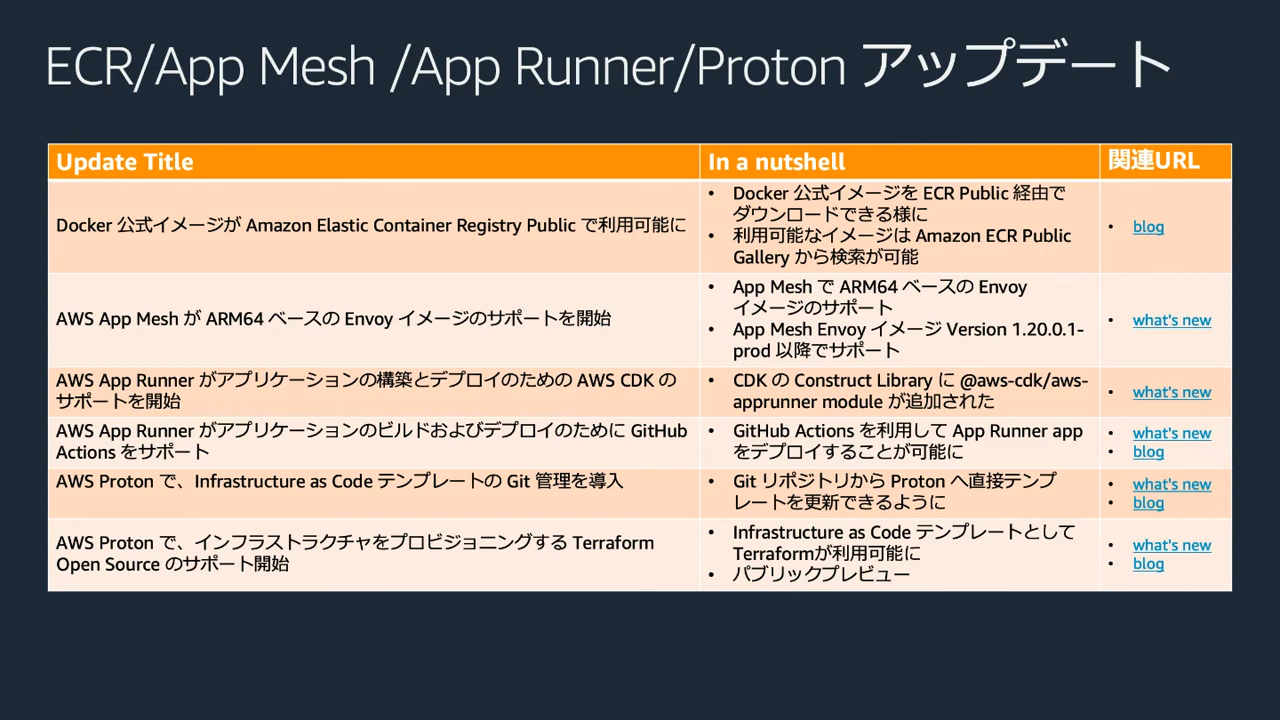 ECR/App Mesh /App Runner/Proton アップデート
Update Title
In a nutshell
関連URL
Docker 公式イメージが Amazon Elastic Container Registry Public で利用可能に
• Docker 公式イメージを ECR Public 経由で
ダウンロードできる様に
• 利用可能なイメージは Amazon ECR Public
Gallery から検索が可能
• blog
AWS App Mesh が ARM64 ベースの Envoy イメージのサポートを開始
• App Mesh で ARM64 ベースの Envoy
イメージのサポート
• App Mesh Envoy イメージ Version 1.20.0.1-
prod 以降でサポート
• what's new
AWS App Runner がアプリケーションの構築とデプロイのための AWS CDK の
サポートを開始
• CDK の Construct Library に @aws-cdk/aws-
apprunner module が追加された
• what's new
AWS App Runner がアプリケーションのビルドおよびデプロイのために GitHub
Actions をサポート
• GitHub Actions を利用して App Runner app
をデプロイすることが可能に
• what's new
• blog
AWS Proton で、Infrastructure as Code テンプレートの Git 管理を導入
• Git リポジトリから Proton へ直接テンプ
レートを更新できるように
• what's new
• blog
AWS Proton で、インフラストラクチャをプロビジョニングする Terraform
Open Source のサポート開始
• Infrastructure as Code テンプレートとして
Terraformが利用可能に
• パブリックプレビュー
• what's new
• blog